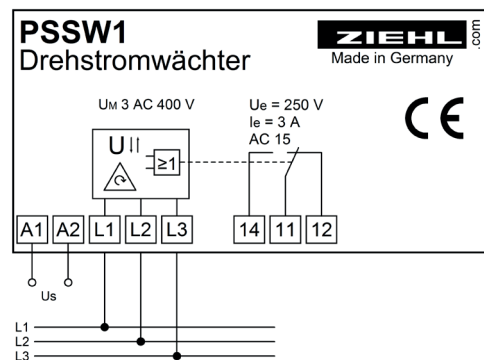 PSSW1
Drehstromwächter
ZIEHL.com
Made in Germany
UM 3 AC 400 V
Ue = 250 V
Ie = 3 A
AC 15
CE
U
≥1
A1 A2 L1 L2 L3 14 11 12
Us
L1
L2
L3